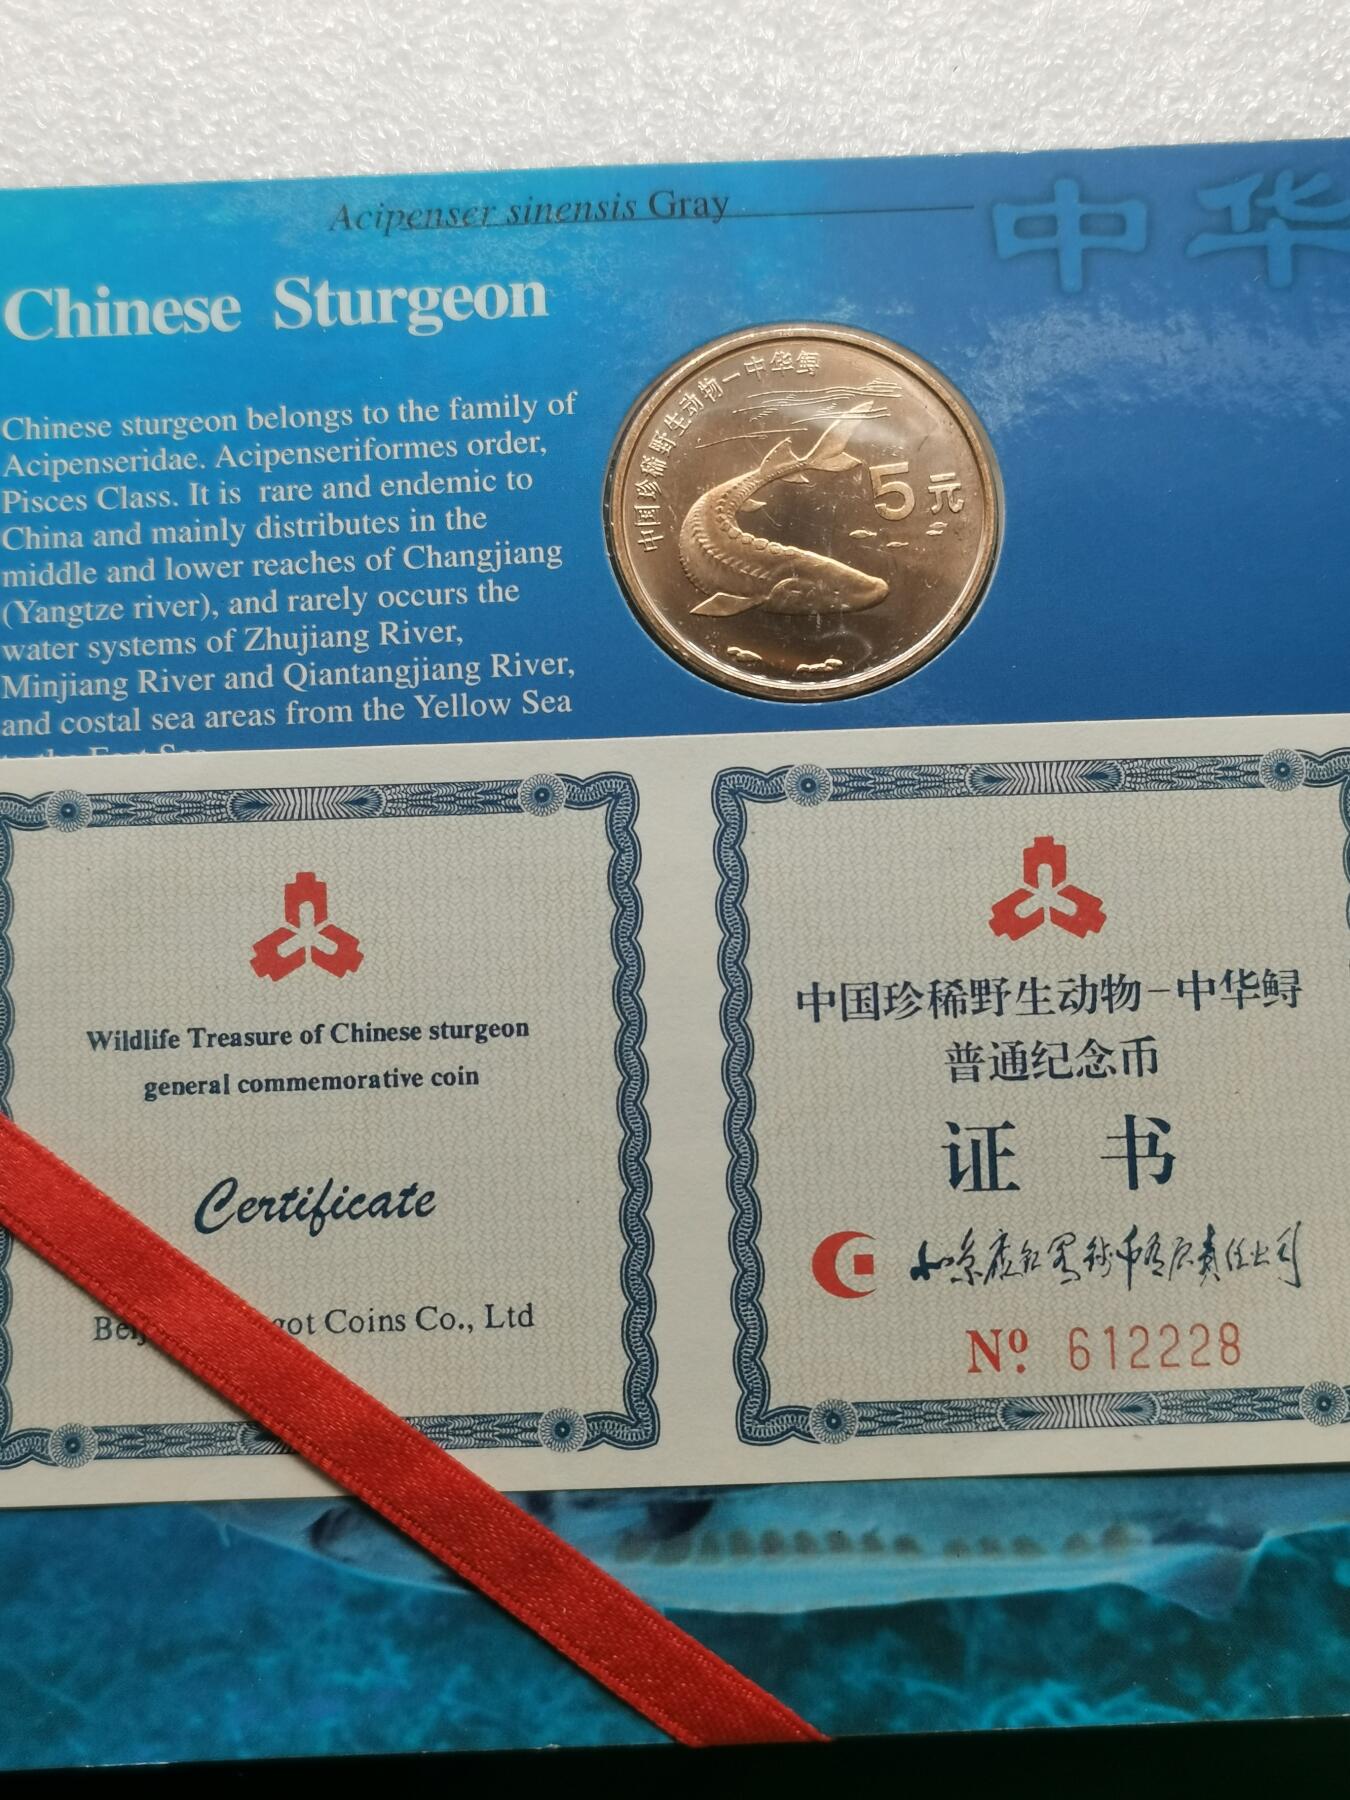 Acipenser sinensis Gray
中华
Chinese Sturgeon
Chinese sturgeon belongs to the family of
Acipenseridae. Acipenseriformes order,
Pisces Class. It is rare and endemic to
China and mainly distributes in the
middle and lower reaches of Changjiang
(Yangtze river), and rarely occurs the
water systems of Zhujiang River,
Minjiang River and Qiantangjiang River,
and costal sea areas from the Yellow Sea
中国珍稀野生动物-中华鲟
5元
Wildlife Treasure of Chinese sturgeon
general commemorative coin
Certificate
Coins Co., Ltd
中国珍稀野生动物-中华鲟
普通纪念币
证书
责任公司
Nº. 612228